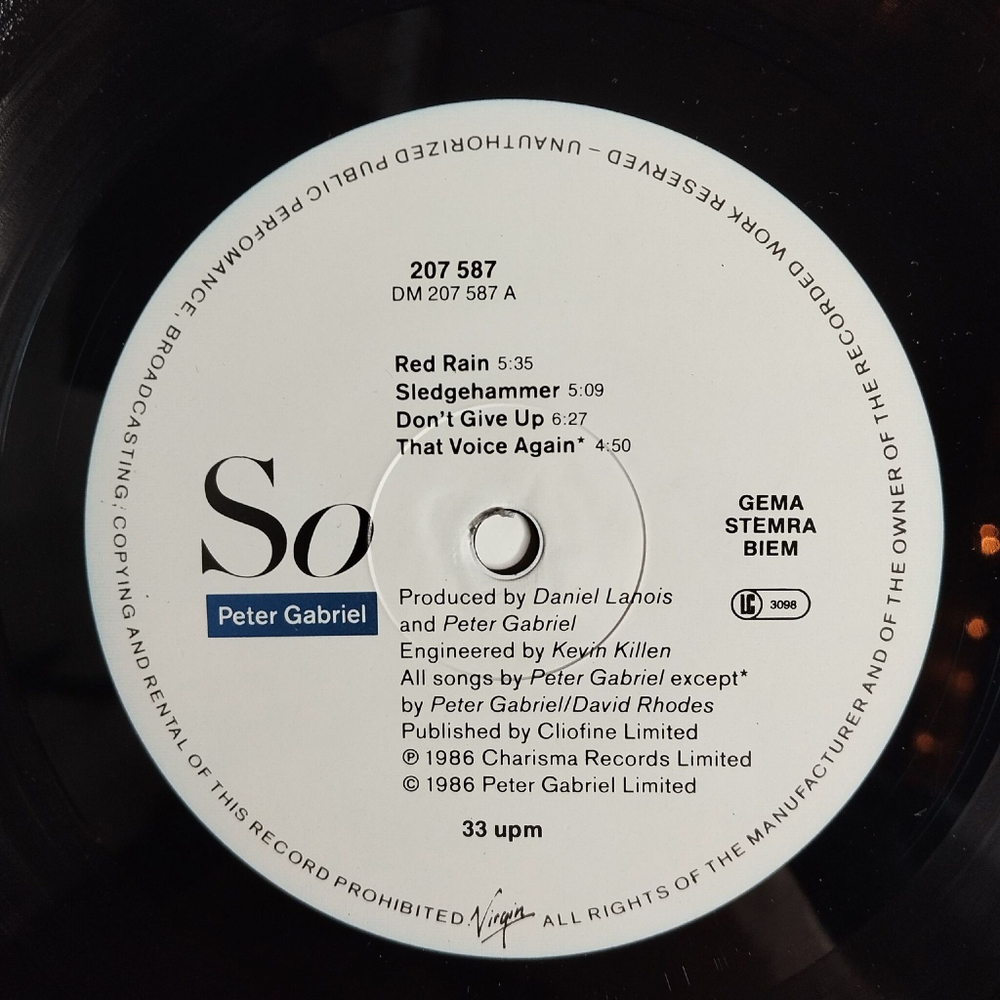 207 587
DM 207 587 A
Red Rain 5:35
Sledgehammer 5:09
Don't Give Up 6:27
That Voice Again* 4:50
So
Peter Gabriel
GEMA
STEMRA
BIEM
LC 3098
Produced by Daniel Lanois
and Peter Gabriel
Engineered by Kevin Killen
All songs by Peter Gabriel except*
by Peter Gabriel/David Rhodes
Published by Cliofine Limited
℗ 1986 Charisma Records Limited
© 1986 Peter Gabriel Limited
33 upm
Virgin
ALL RIGHTS OF THE MANUFACTURER AND OF THE OWNER OF THE RECORDED WORK RESERVED – UNAUTHORIZED PUBLIC PERFOMANCE, BROADCASTING; COPYING AND RENTAL OF THIS RECORD PROHIBITED.